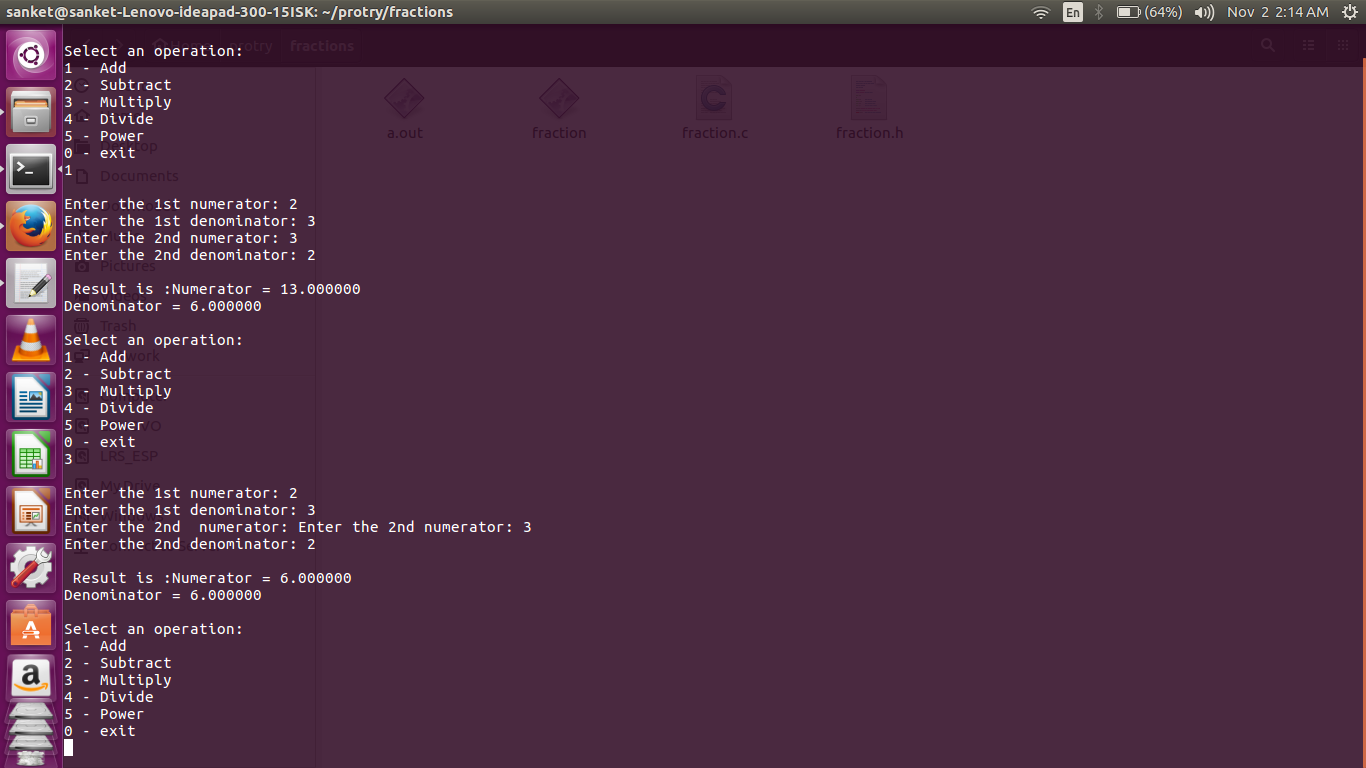 sanket@sanket-Lenovo-ideapad-300-15ISK: ~/protry/fractions
En (64%) Nov 2 2:14 AM
protry fractions
Select an operation:
1 - Add
2 - Subtract
3 - Multiply
4 - Divide
5 - Power
0 - exit
1
a.out fraction fraction.c fraction.h
Documents
Enter the 1st numerator: 2
Enter the 1st denominator: 3
Enter the 2nd numerator: 3
Enter the 2nd denominator: 2
Pictures
Result is :Numerator = 13.000000
Denominator = 6.000000
Trash
Select an operation:
1 - Add
2 - Subtract
3 - Multiply
4 - Divide
5 - Power
0 - exit
3
LRS_ESP
Enter the 1st numerator: 2
Enter the 1st denominator: 3
Enter the 2nd  numerator: Enter the 2nd numerator: 3
Enter the 2nd denominator: 2
Result is :Numerator = 6.000000
Denominator = 6.000000
Select an operation:
1 - Add
2 - Subtract
3 - Multiply
4 - Divide
5 - Power
0 - exit